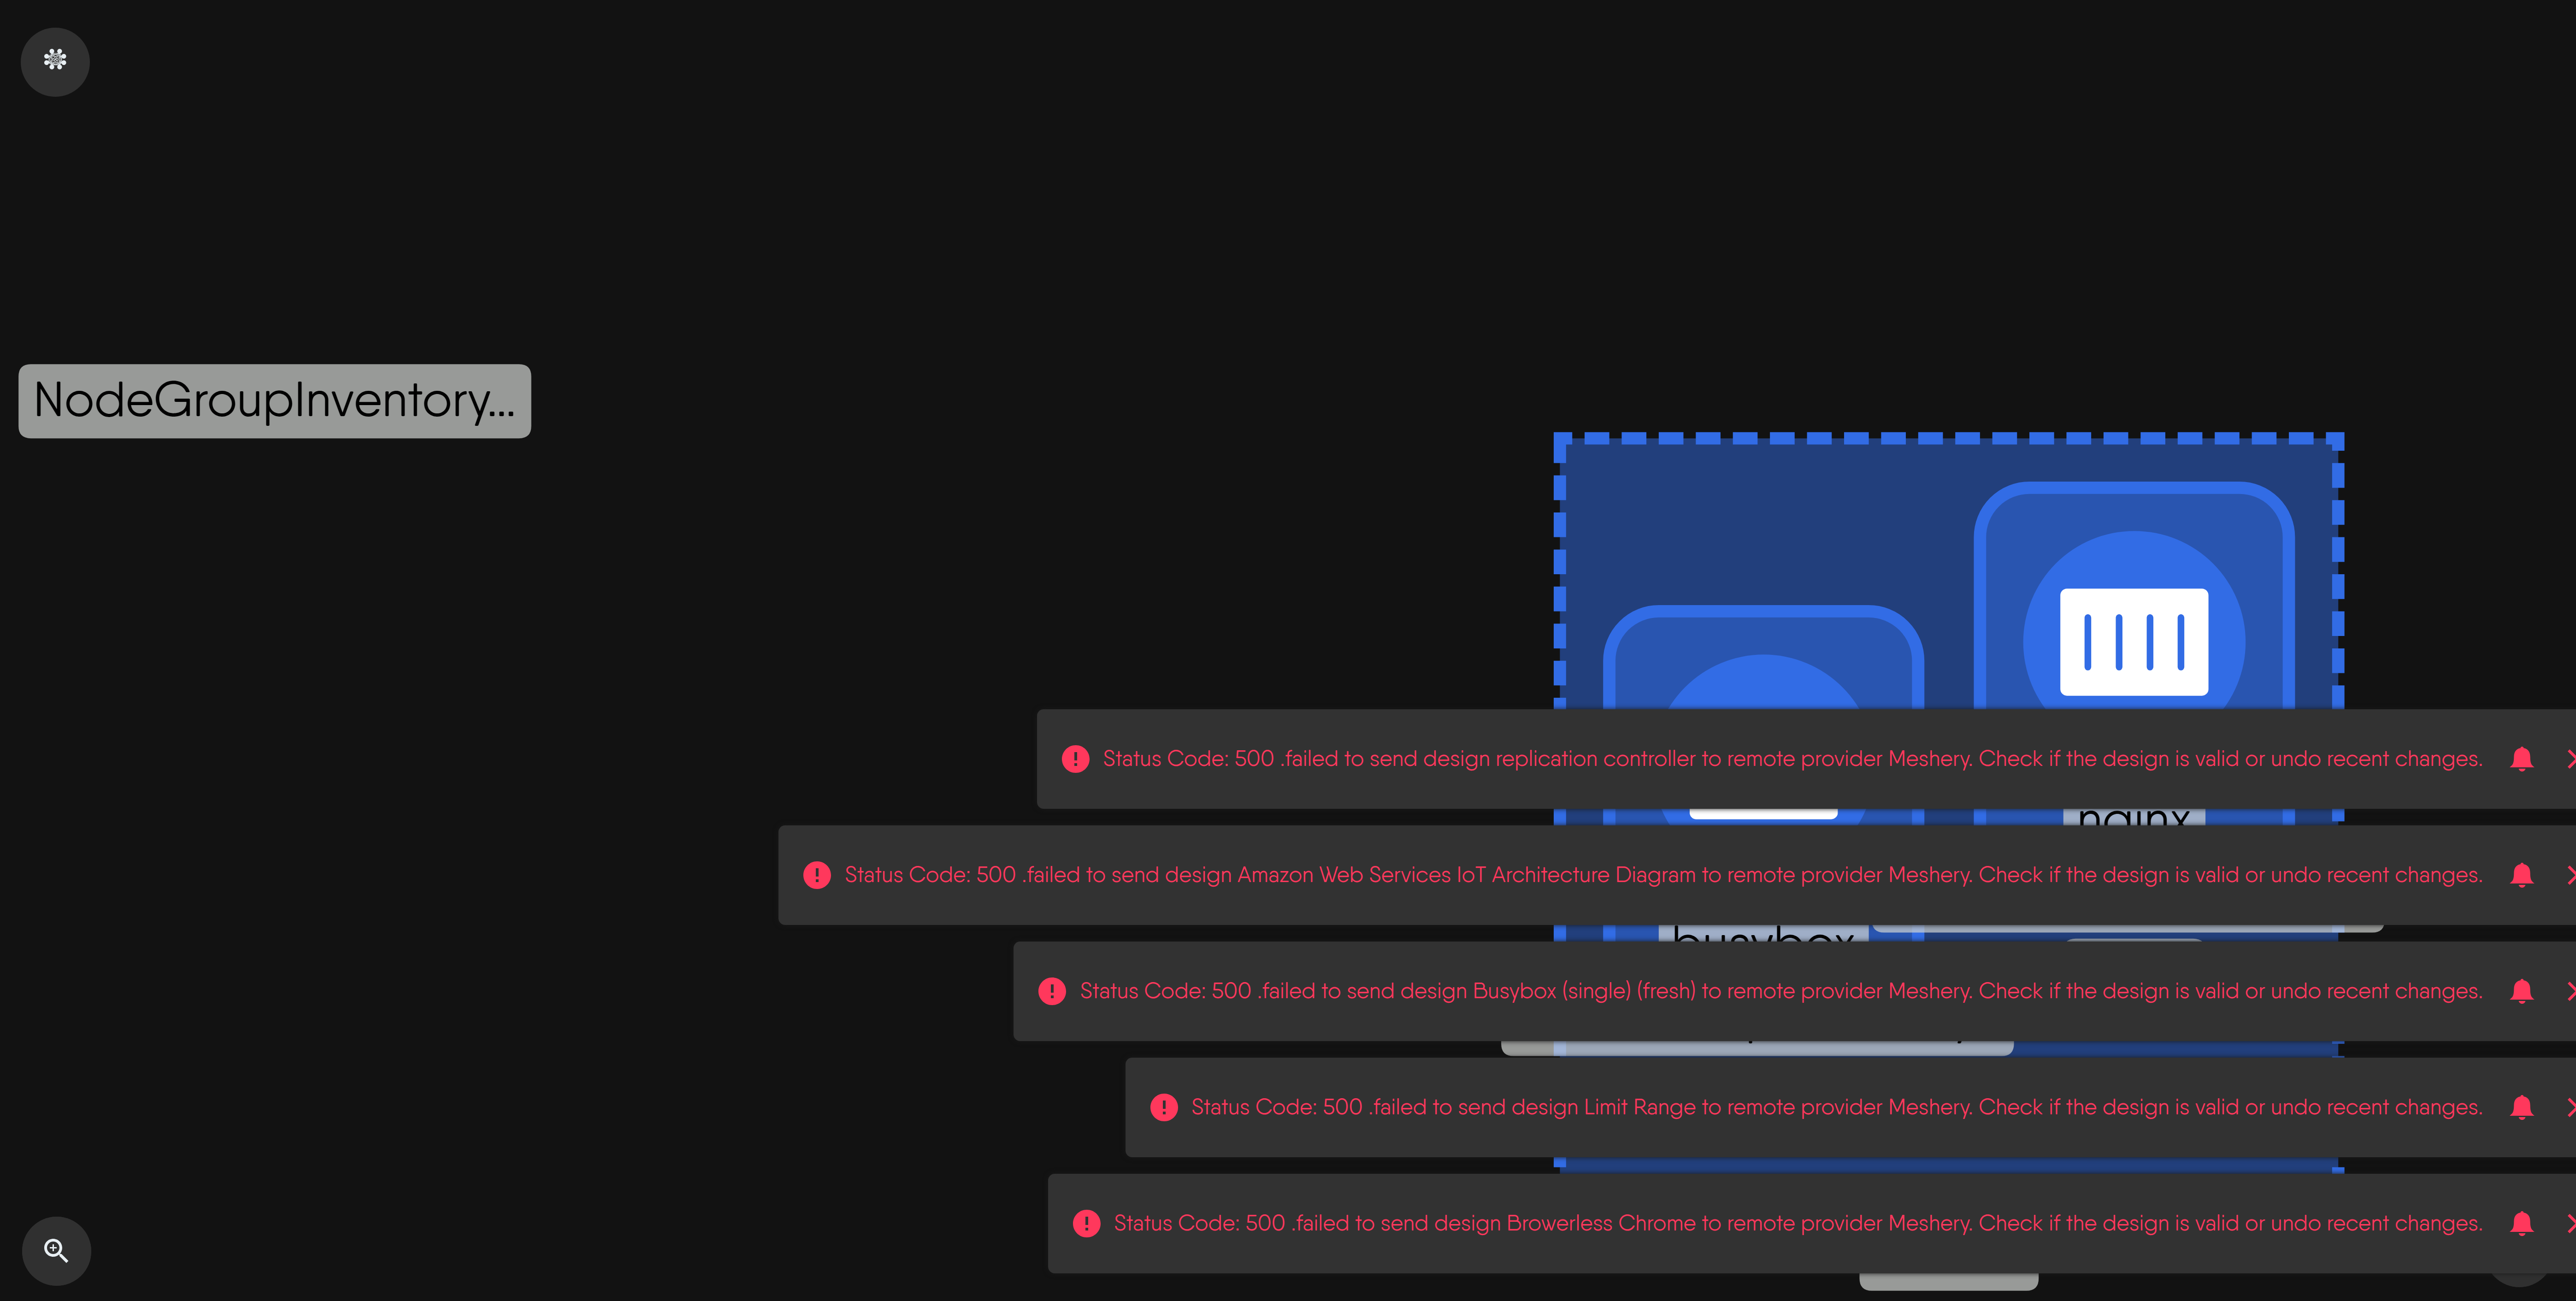 NodeGroupInventory...
Status Code: 500 .failed to send design replication controller to remote provider Meshery. Check if the design is valid or undo recent changes.
nginx
Status Code: 500 .failed to send design Amazon Web Services IoT Architecture Diagram to remote provider Meshery. Check if the design is valid or undo recent changes.
busybox
Status Code: 500 .failed to send design Busybox (single) (fresh) to remote provider Meshery. Check if the design is valid or undo recent changes.
Status Code: 500 .failed to send design Limit Range to remote provider Meshery. Check if the design is valid or undo recent changes.
Status Code: 500 .failed to send design Browerless Chrome to remote provider Meshery. Check if the design is valid or undo recent changes.